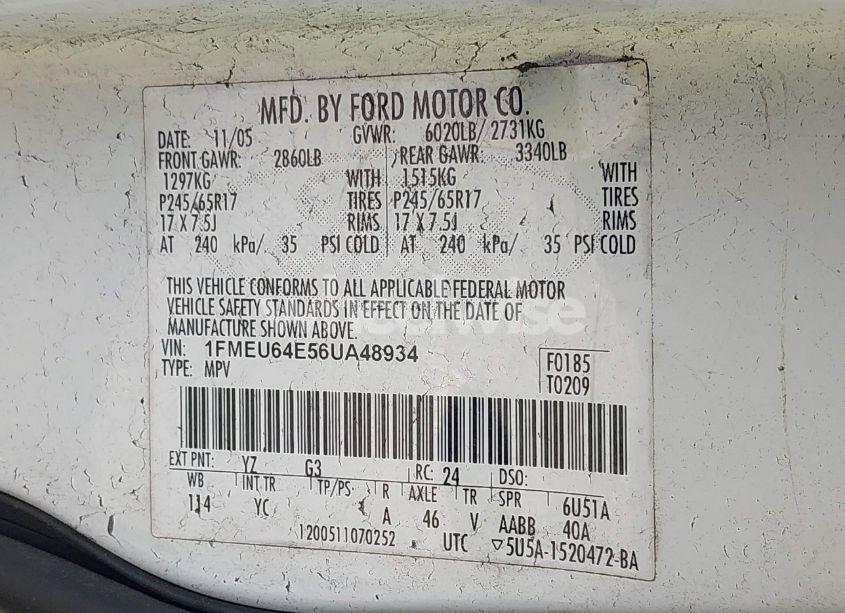 MFD. BY FORD MOTOR CO.
DATE: 11/05 GVWR: 6020LB/ 2731KG
FRONT GAWR: 2860LB REAR GAWR: 3340LB
1297KG WITH 1515KG WITH
P245/65R17 TIRES P245/65R17 TIRES
17 X 7.5J RIMS 17 X 7.5J RIMS
AT 240 kPa/ 35 PSI COLD AT 240 kPa/ 35 PSI COLD
THIS VEHICLE CONFORMS TO ALL APPLICABLE FEDERAL MOTOR
VEHICLE SAFETY STANDARDS IN EFFECT ON THE DATE OF
MANUFACTURE SHOWN ABOVE.
VIN: 1FMEU64E56UA48934
TYPE: MPV
F0185
T0209
EXT PNT: YZ G3 RC: 24 DSO:
WB INT TR TP/PS R AXLE TR SPR 6U51A
114 YC A 46 V AABB 40A
1200511070252 UTC ▽5U5A-1520472-BA